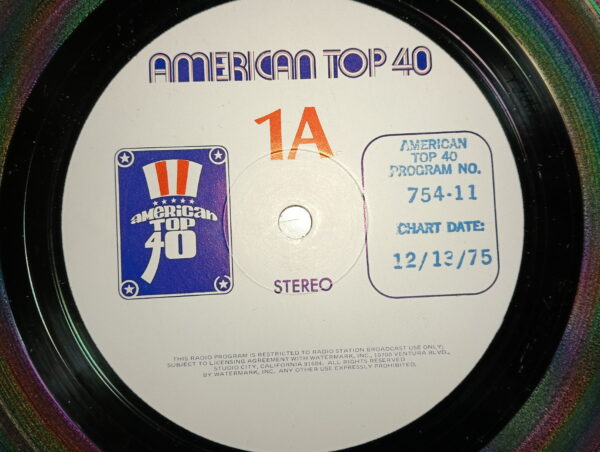 AMERICAN TOP 40
1A
american
TOP
40
AMERICAN
TOP 40
PROGRAM NO.
754-11
CHART DATE:
12/13/75
STEREO
THIS RADIO PROGRAM IS RESTRICTED TO RADIO STATION BROADCAST USE ONLY;
SUBJECT TO LICENSING AGREEMENT WITH WATERMARK, INC., 10700 VENTURA BLVD.,
STUDIO CITY, CALIFORNIA 91604. ALL RIGHTS RESERVED
BY WATERMARK, INC. ANY OTHER USE EXPRESSLY PROHIBITED.